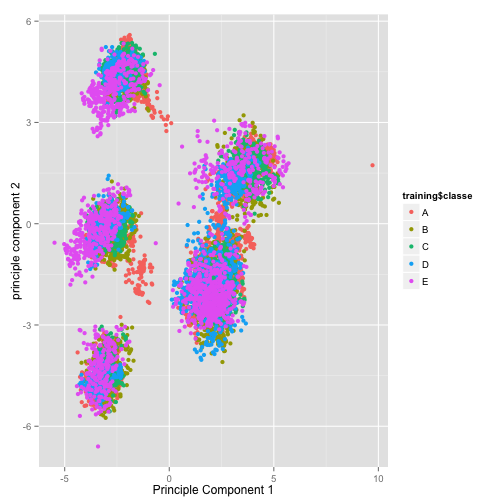 6
3
0
-3
-6
-5
0
5
10
principle component 2
Principle Component 1
training$classe
A
B
C
D
E